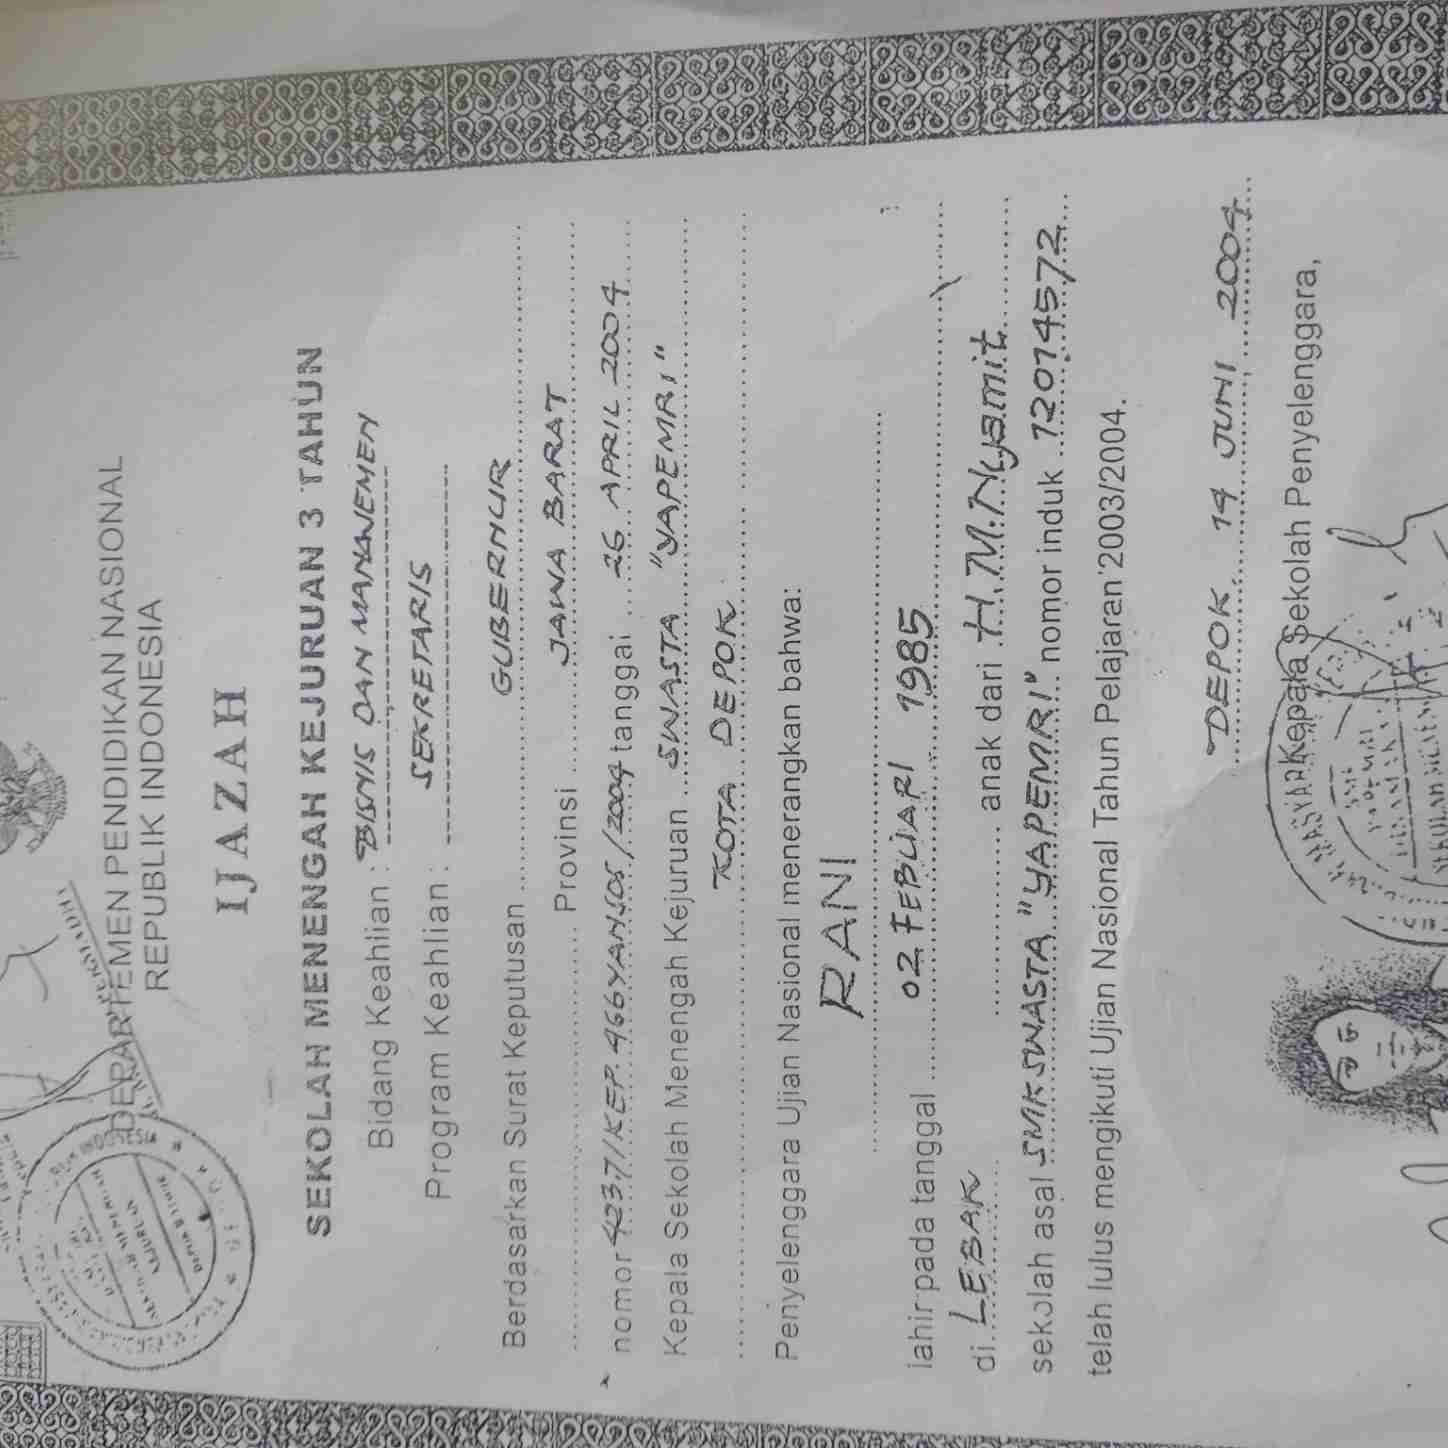 DEPARTEMEN PENDIDIKAN NASIONAL
REPUBLIK INDONESIA
IJAZAH
SEKOLAH MENENGAH KEJURUAN 3 TAHUN
Bidang Keahlian : BISNIS DAN MANAJEMEN
Program Keahlian : SEKRETARIS
Berdasarkan Surat Keputusan GUBERNUR
Provinsi JAWA BARAT
nomor tanggal 26 APRIL 2004
Kepala Sekolah Menengah Kejuruan SWASTA "YAPEMRI"
KOTA DEPOK
Penyelenggara Ujian Nasional menerangkan bahwa:
RANI
lahir pada tanggal 02 FEBUARI 1985
di LEBAK anak dari H.M.Nyamit
sekolah asal SMK SWASTA "YAPEMRI" nomor induk 12014572
telah lulus mengikuti Ujian Nasional Tahun Pelajaran 2003/2004.
DEPOK, 14 JUNI 2004
Kepala Sekolah Penyelenggara,